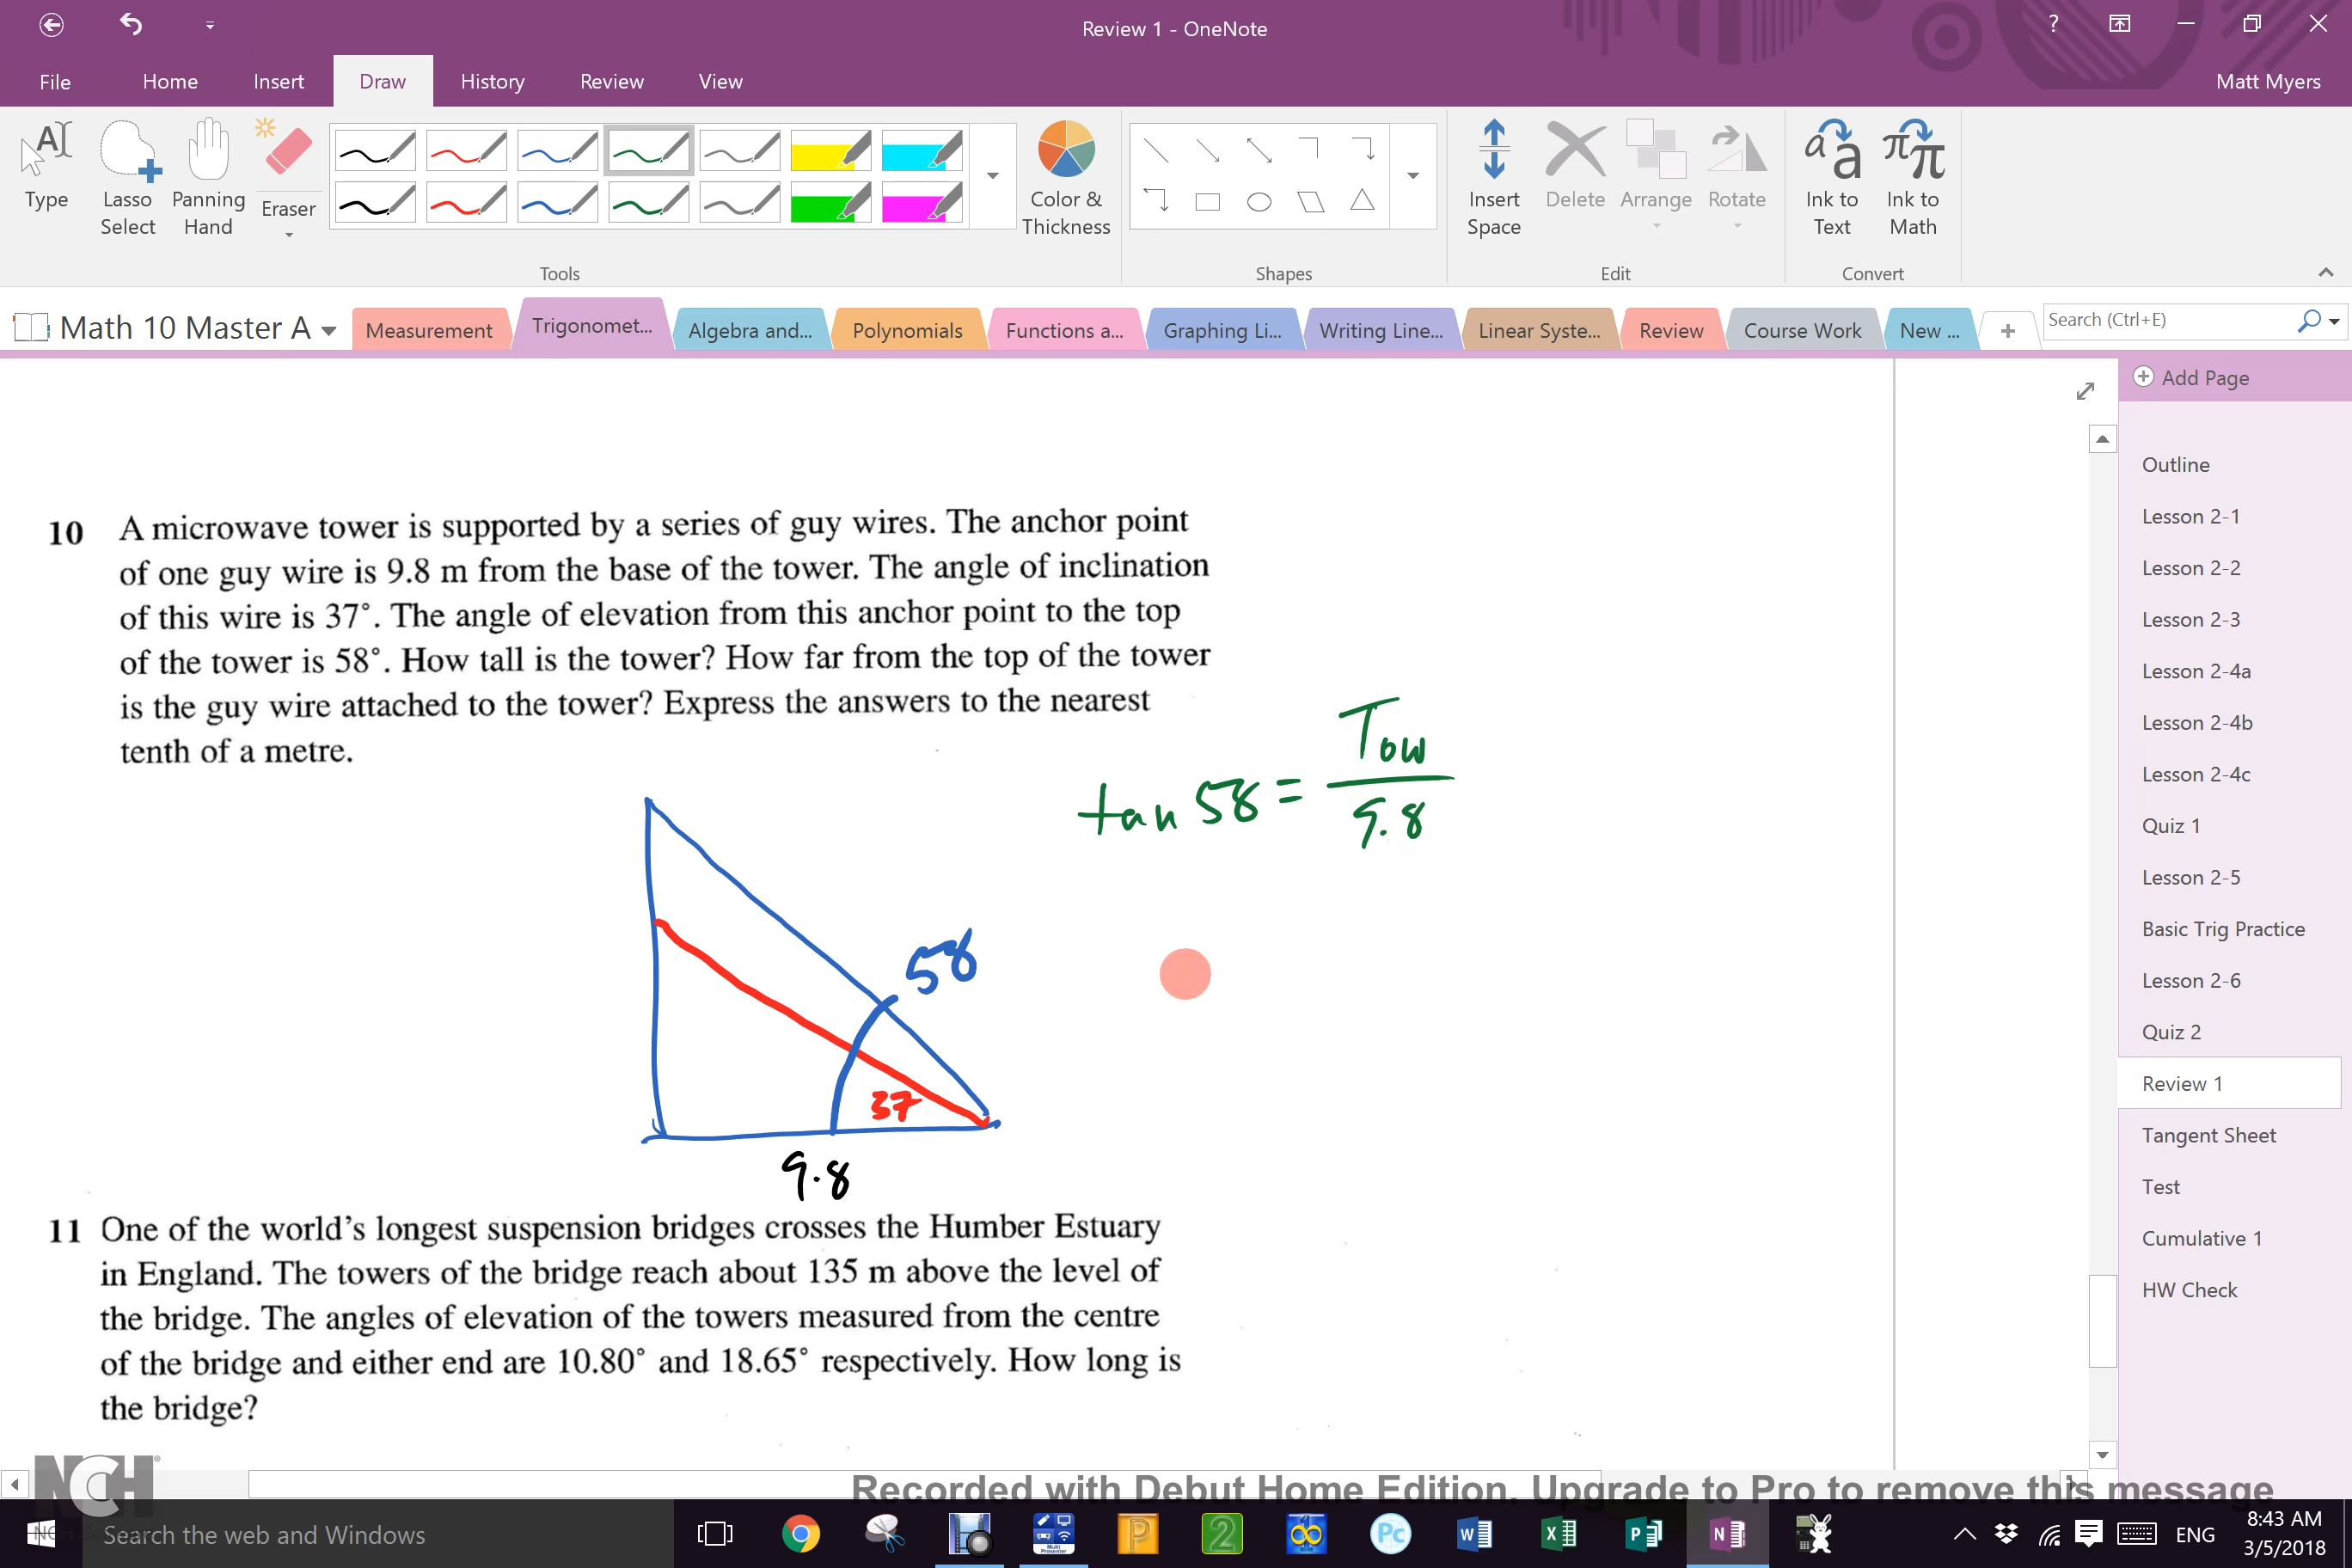 Review 1 - OneNote
?
File Home Insert Draw History Review View
Matt Myers
Type
Lasso Select
Panning Hand
Eraser
Color & Thickness
Insert Space
Delete
Arrange
Rotate
Ink to Text
Ink to Math
Tools
Shapes
Edit
Convert
Math 10 Master A
Measurement
Trigonomet...
Algebra and...
Polynomials
Functions a...
Graphing Li...
Writing Line...
Linear Syste...
Review
Course Work
New ...
Search (Ctrl+E)
Add Page
Outline
Lesson 2-1
Lesson 2-2
Lesson 2-3
Lesson 2-4a
Lesson 2-4b
Lesson 2-4c
Quiz 1
Lesson 2-5
Basic Trig Practice
Lesson 2-6
Quiz 2
Review 1
Tangent Sheet
Test
Cumulative 1
HW Check
10 A microwave tower is supported by a series of guy wires. The anchor point
of one guy wire is 9.8 m from the base of the tower. The angle of inclination
of this wire is 37°. The angle of elevation from this anchor point to the top
of the tower is 58°. How tall is the tower? How far from the top of the tower
is the guy wire attached to the tower? Express the answers to the nearest
tenth of a metre.
tan 58 = Tow / 9.8
58
37
9.8
11 One of the world's longest suspension bridges crosses the Humber Estuary
in England. The towers of the bridge reach about 135 m above the level of
the bridge. The angles of elevation of the towers measured from the centre
of the bridge and either end are 10.80° and 18.65° respectively. How long is
the bridge?
NCH®
Recorded with Debut Home Edition. Upgrade to Pro to remove this message
Search the web and Windows
ENG
8:43 AM
3/5/2018